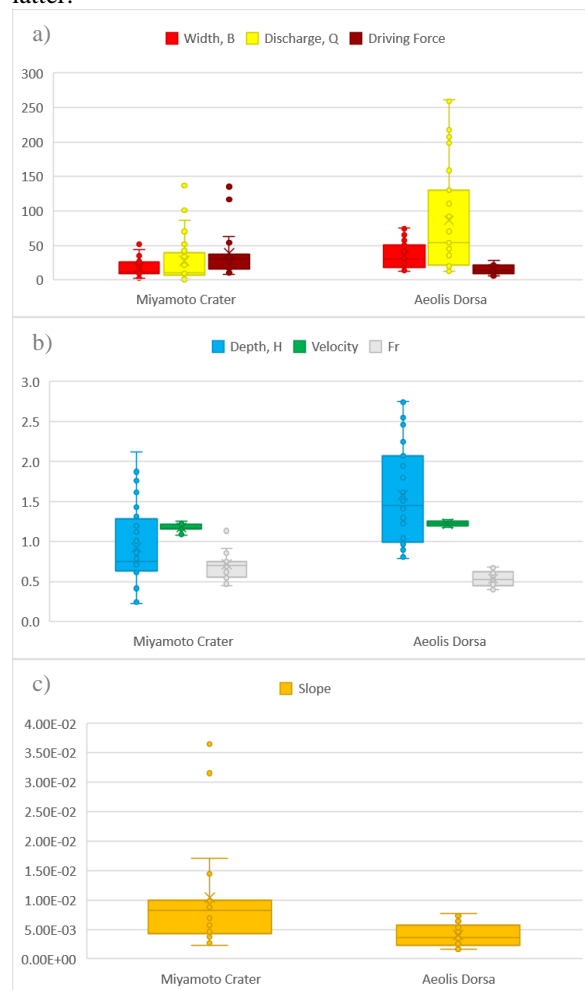 latter.
a)
Width, B Discharge, Q Driving Force
300
250
200
150
100
50
0
Miyamoto Crater Aeolis Dorsa
b)
Depth, H Velocity Fr
3.0
2.5
2.0
1.5
1.0
0.5
0.0
Miyamoto Crater Aeolis Dorsa
c)
Slope
4.00E-02
3.50E-02
3.00E-02
2.50E-02
2.00E-02
1.50E-02
1.00E-02
5.00E-03
0.00E+00
Miyamoto Crater Aeolis Dorsa